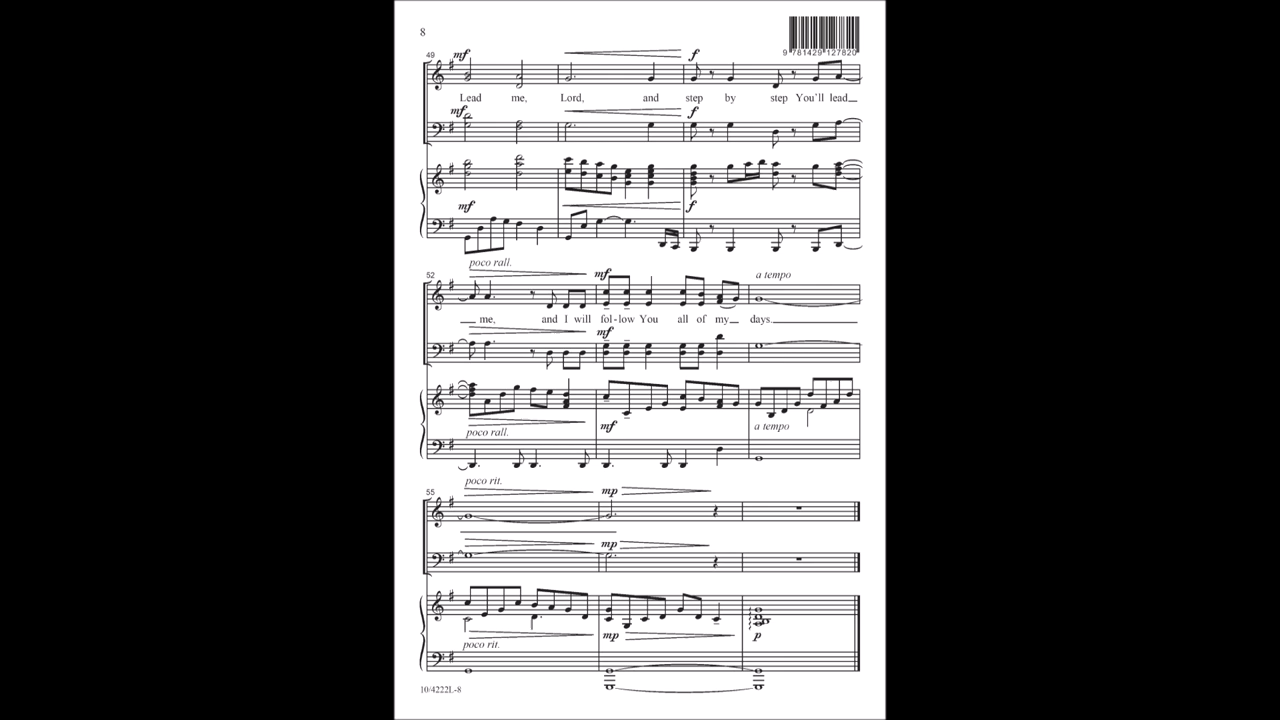 8
9 781429 127820
49
mf
f
Lead me, Lord, and step by step You'll lead
mf
f
mf
f
poco rall.
52
mf
a tempo
me, and I will fol-low You all of my days.
mf
poco rall.
mf
a tempo
poco rit.
55
mp
mp
poco rit.
mp
p
10/4222L-8